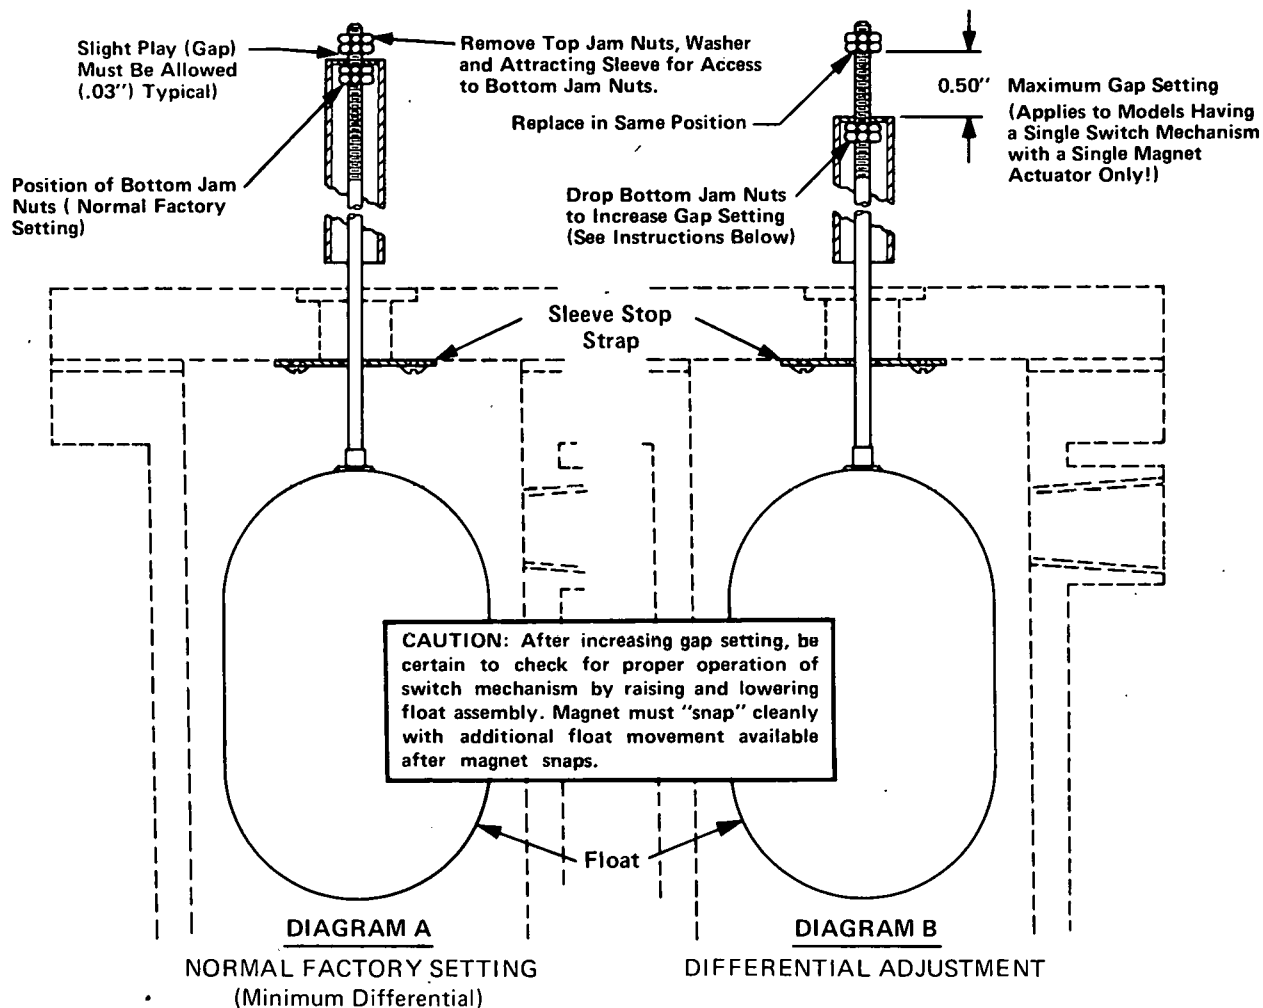 Slight Play (Gap)
Must Be Allowed
(.03") Typical)
Remove Top Jam Nuts, Washer
and Attracting Sleeve for Access
to Bottom Jam Nuts.
Replace in Same Position
0.50" Maximum Gap Setting
(Applies to Models Having
a Single Switch Mechanism
with a Single Magnet
Actuator Only!)
Position of Bottom Jam
Nuts ( Normal Factory
Setting)
Drop Bottom Jam Nuts
to Increase Gap Setting
(See Instructions Below)
Sleeve Stop
Strap
CAUTION: After increasing gap setting, be
certain to check for proper operation of
switch mechanism by raising and lowering
float assembly. Magnet must "snap" cleanly
with additional float movement available
after magnet snaps.
Float
DIAGRAM A
NORMAL FACTORY SETTING
(Minimum Differential)
DIAGRAM B
DIFFERENTIAL ADJUSTMENT